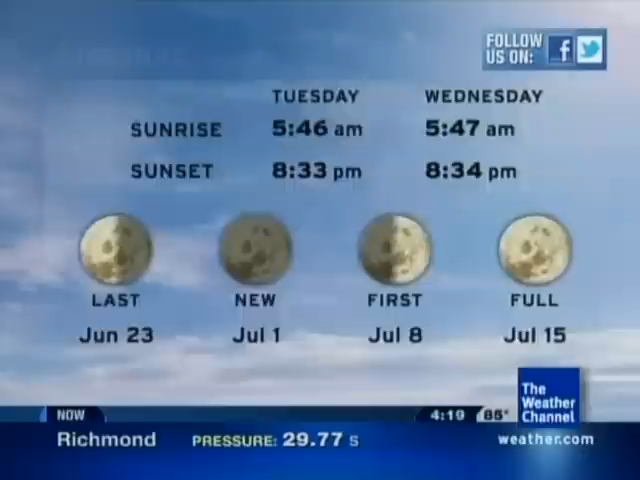 FOLLOW
US ON:
TUESDAY WEDNESDAY
SUNRISE 5:46 am 5:47 am
SUNSET 8:33 pm 8:34 pm
LAST NEW FIRST FULL
Jun 23 Jul 1 Jul 8 Jul 15
The
Weather
Channel
NOW 4:19 85°
Richmond PRESSURE: 29.77 S weather.com